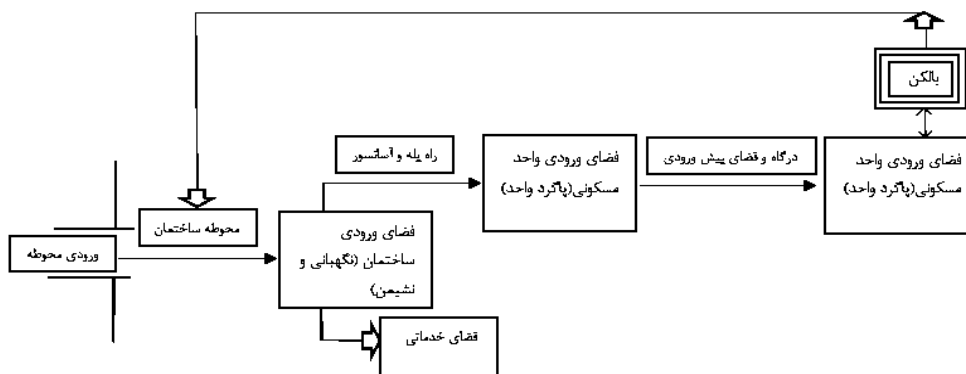 بالکن
راه پله و آسانسور
فضای ورودی واحد
مسکونی(پاگرد واحد)
درگاه و فضای پیش ورودی
فضای ورودی واحد
مسکونی(پاگرد واحد)
محوطه ساختمان
ورودی محوطه
فضای ورودی
ساختمان (نگهبانی و
نشیمن)
فضای خدماتی